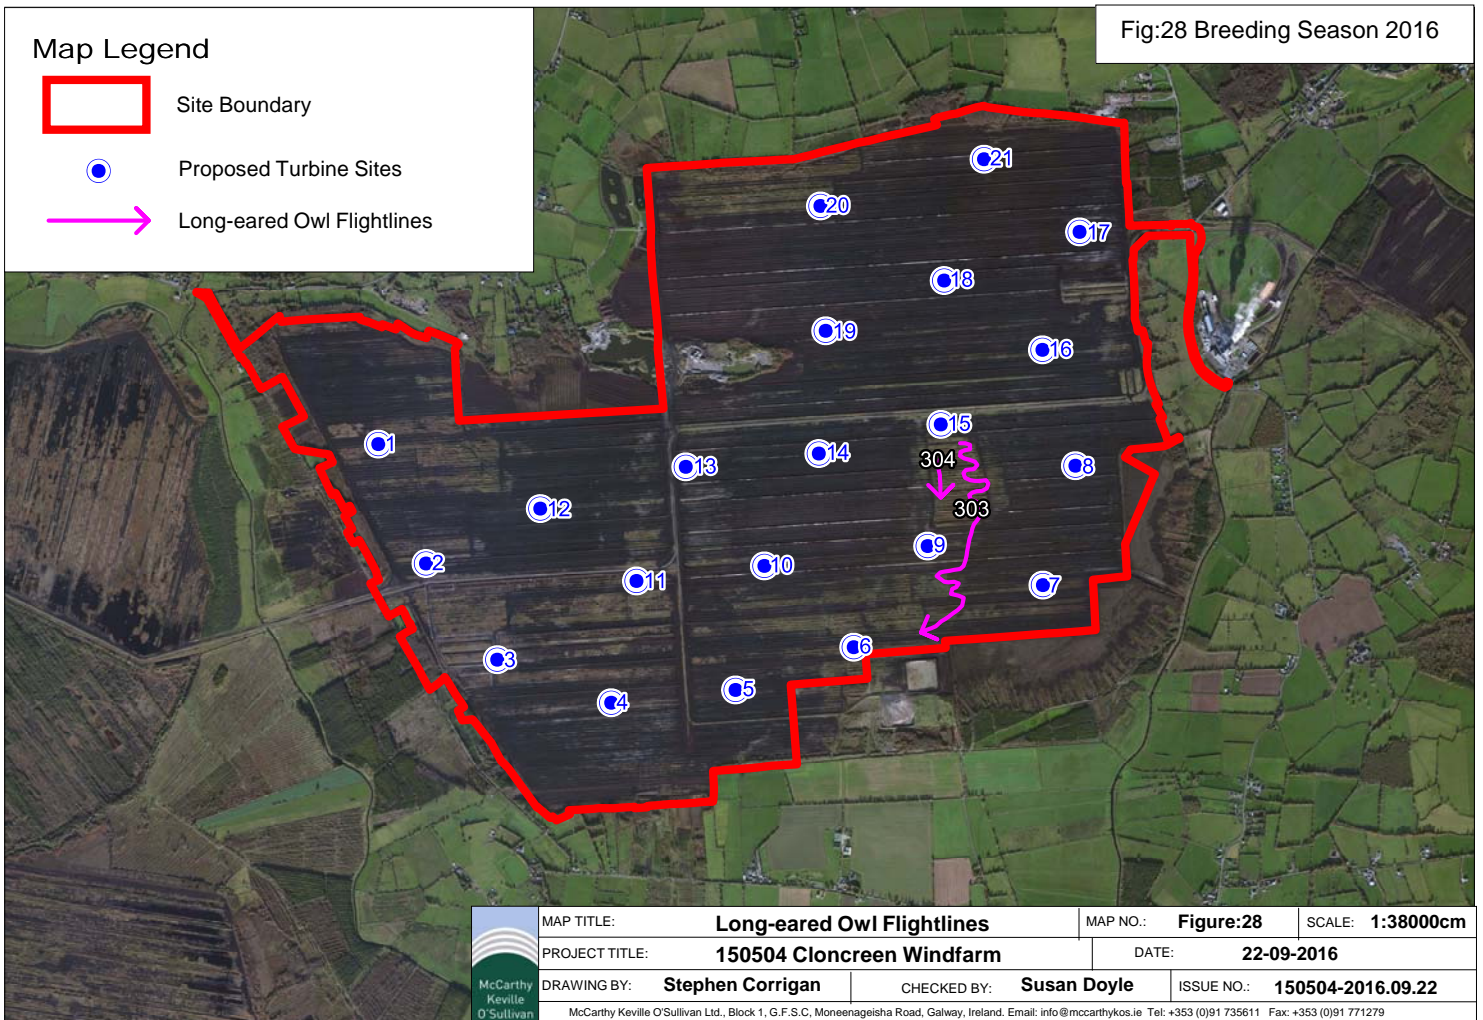 Fig:28 Breeding Season 2016
Map Legend
Site Boundary
Proposed Turbine Sites
Long-eared Owl Flightlines
21
20
17
18
19
16
15
1
14
304
13
8
12
303
9
2
10
11
7
6
3
5
4
MAP TITLE: Long-eared Owl Flightlines MAP NO.: Figure:28 SCALE: 1:38000cm
PROJECT TITLE: 150504 Cloncreen Windfarm DATE: 22-09-2016
DRAWING BY: Stephen Corrigan CHECKED BY: Susan Doyle ISSUE NO.: 150504-2016.09.22
McCarthy
Keville
O'Sullivan
McCarthy Keville O'Sullivan Ltd., Block 1, G.F.S.C, Moneenageisha Road, Galway, Ireland. Email: info@mccarthykos.ie Tel: +353 (0)91 735611 Fax: +353 (0)91 771279